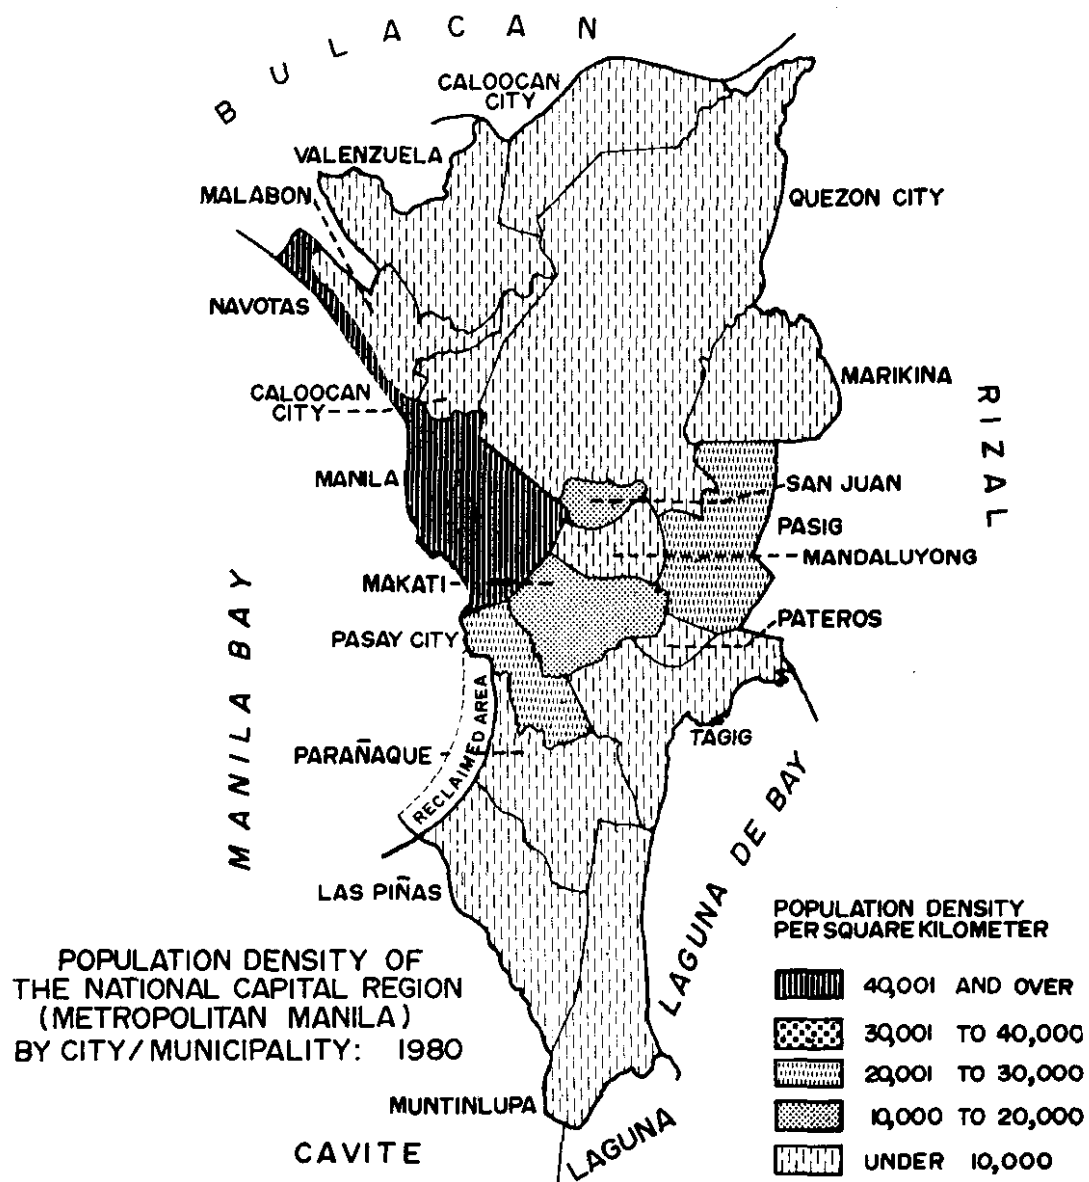 BULACAN
CALOOCAN
CITY
VALENZUELA
MALABON
QUEZON CITY
NAVOTAS
MARIKINA
CALOOCAN
CITY
RIZAL
MANILA
SAN JUAN
PASIG
MANDALUYONG
MAKATI
PATEROS
PASAY CITY
MANILA BAY
RECLAIMED AREA
TAGIG
PARAÑAQUE
LAGUNA DE BAY
LAS PIÑAS
POPULATION DENSITY
PER SQUARE KILOMETER
40,001 AND OVER
30,001 TO 40,000
20,001 TO 30,000
10,000 TO 20,000
UNDER 10,000
POPULATION DENSITY OF
THE NATIONAL CAPITAL REGION
(METROPOLITAN MANILA)
BY CITY/MUNICIPALITY: 1980
MUNTINLUPA
CAVITE
LAGUNA